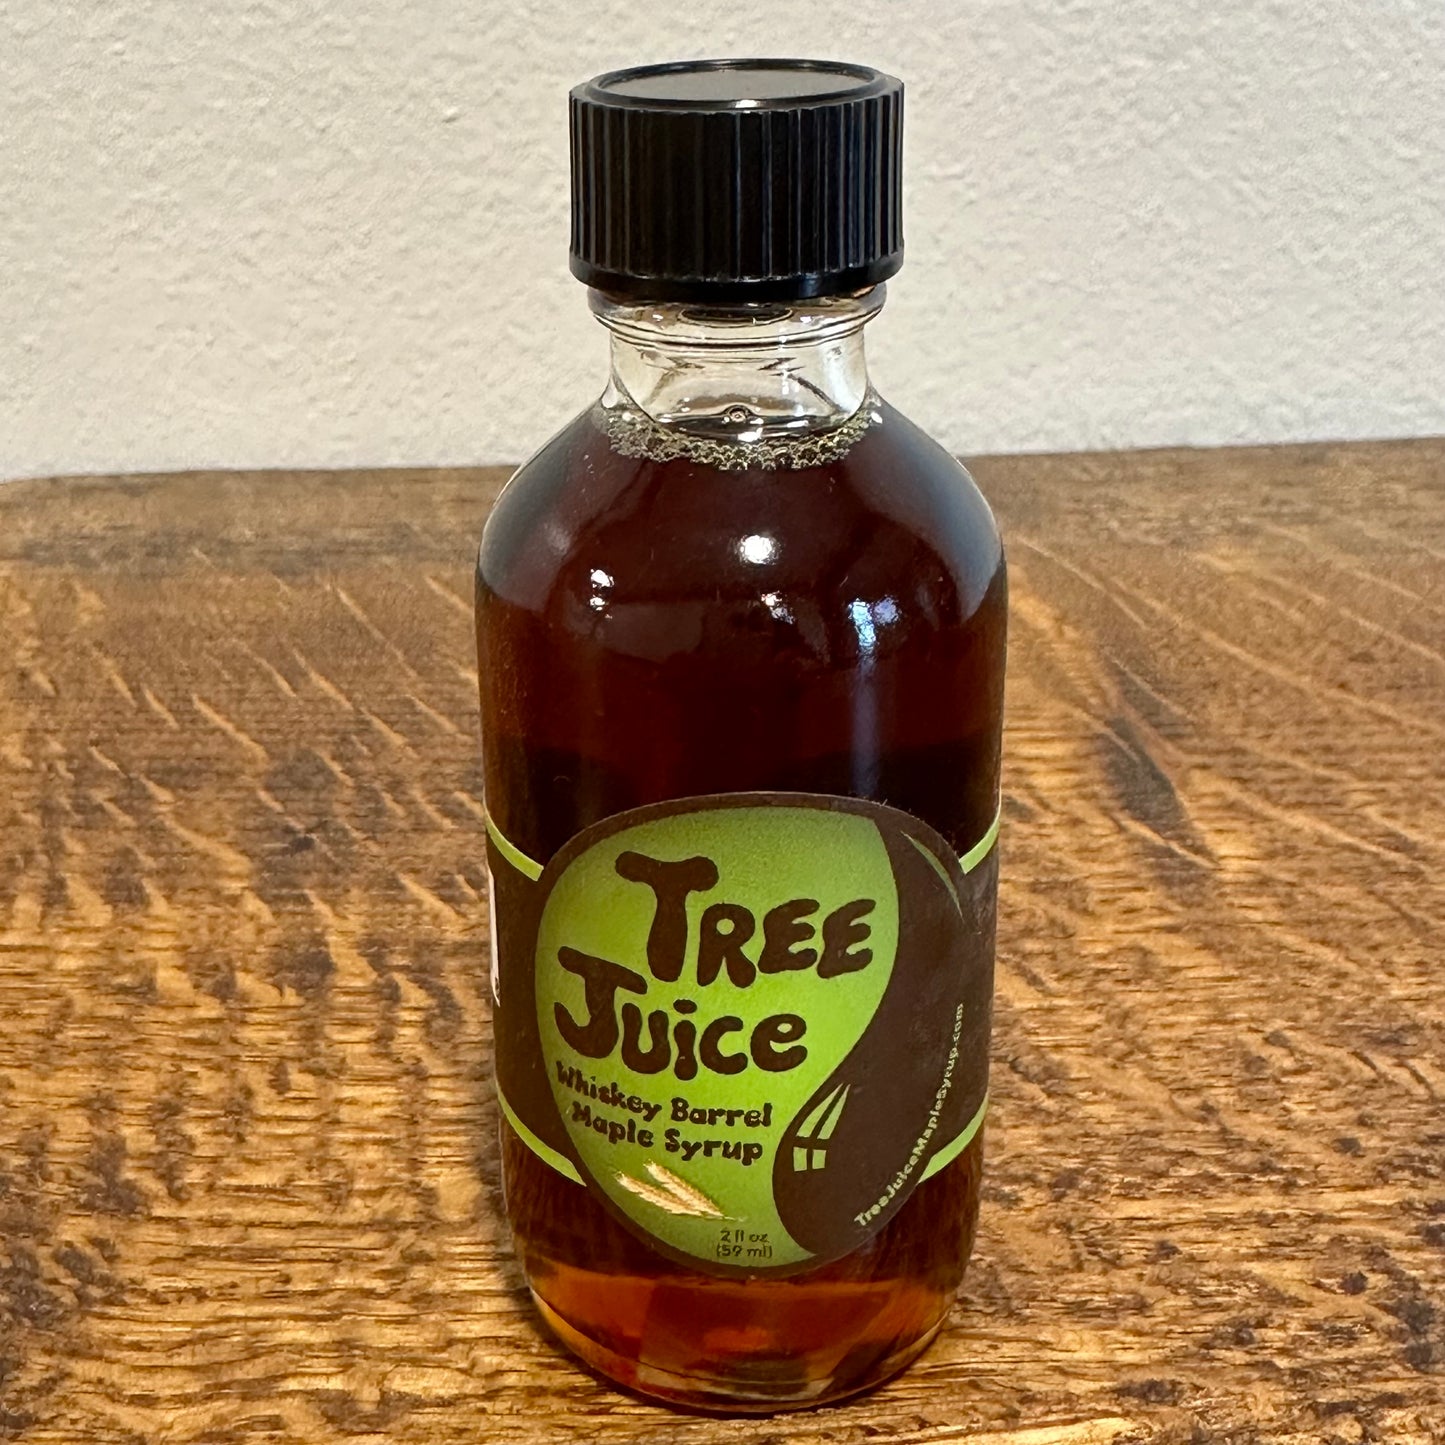 TREE
JUICE
Whiskey Barrel
Maple Syrup
2 fl oz
(59 ml)
TreeJuiceMapleSyrup.com